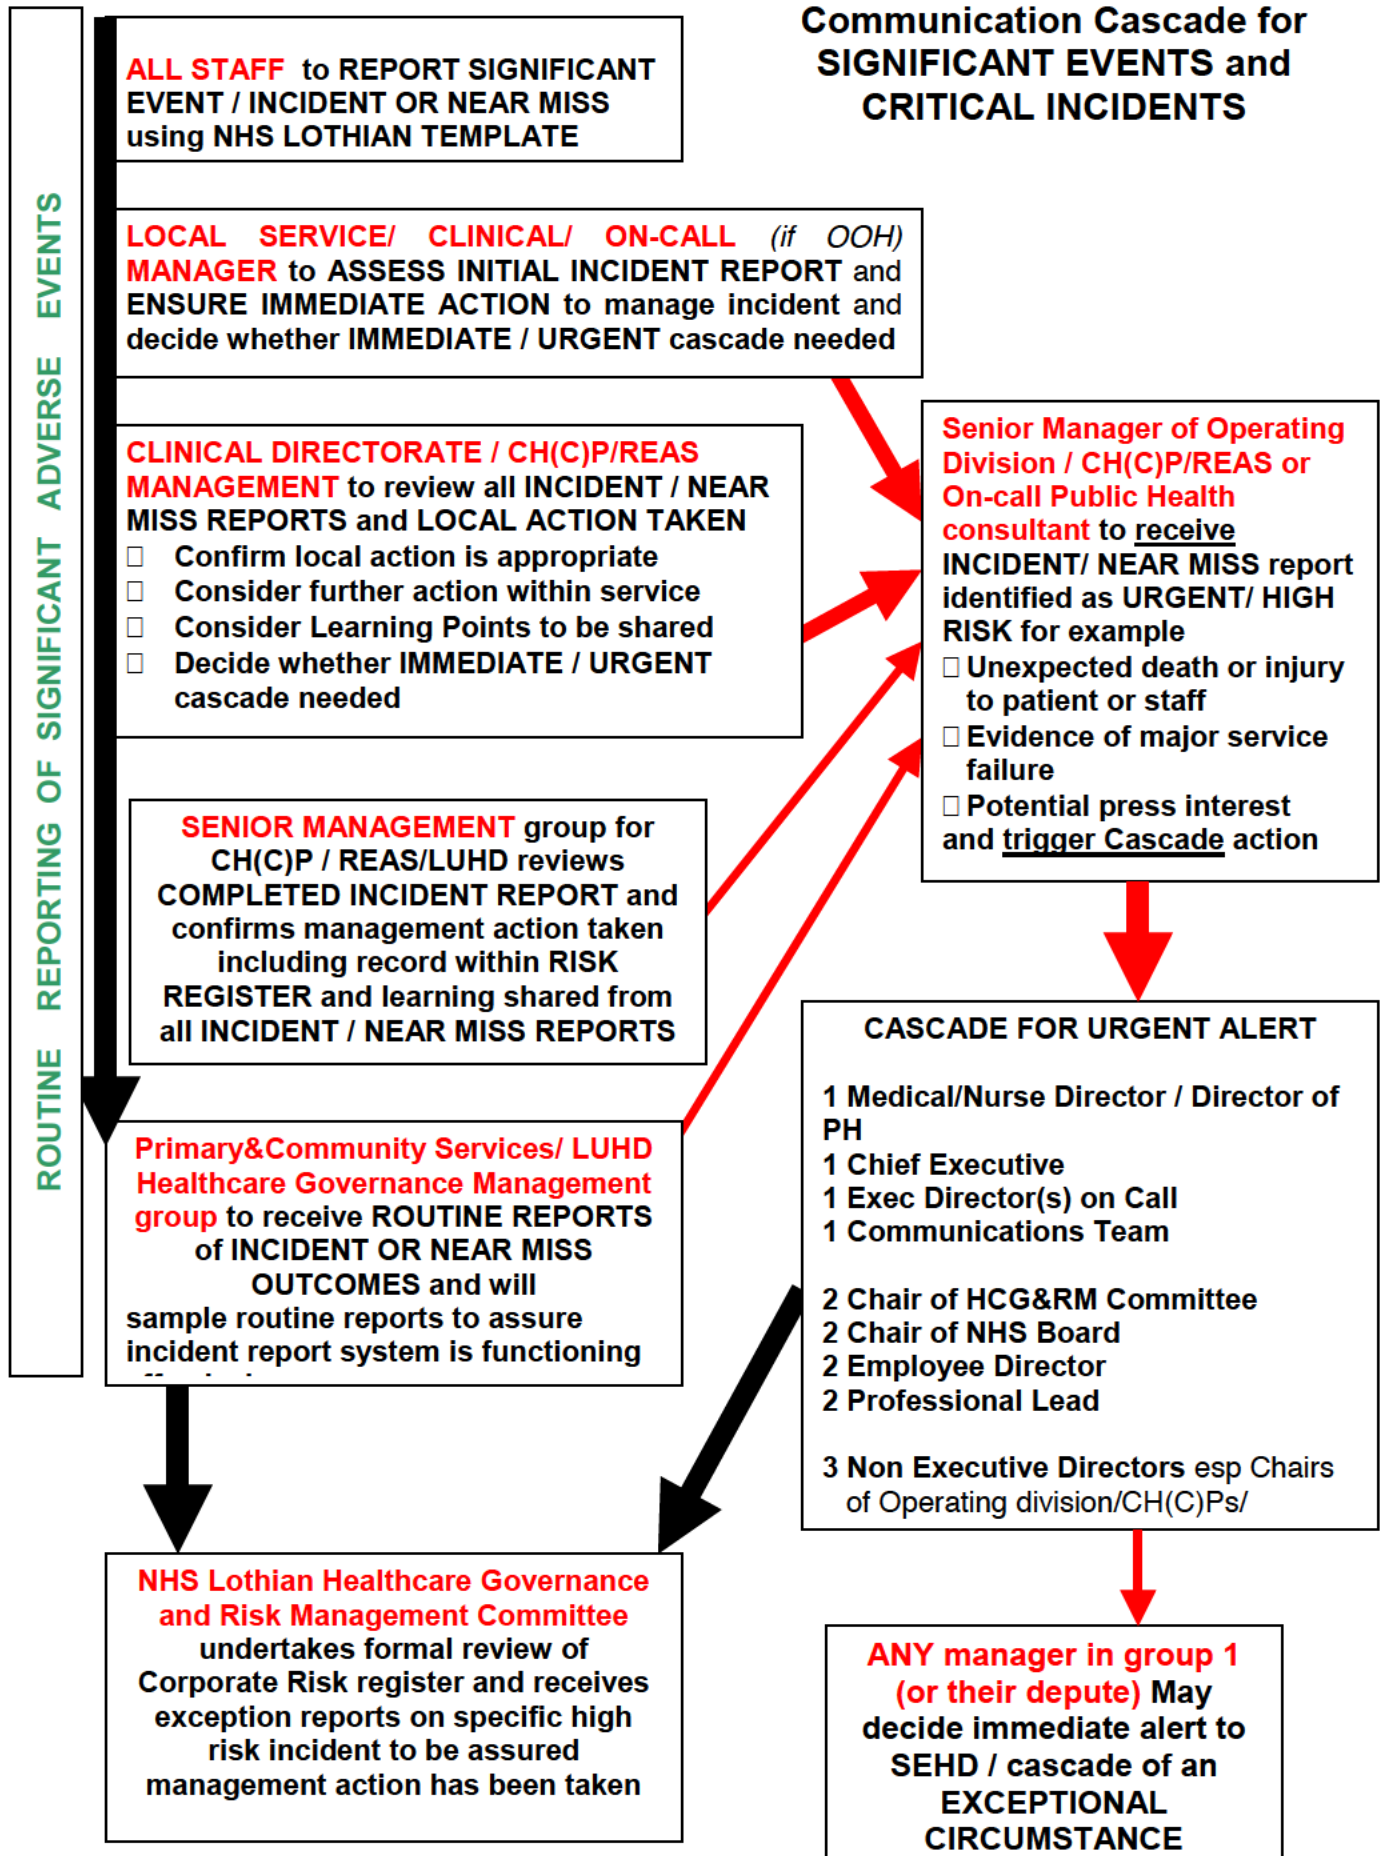 Communication Cascade for
SIGNIFICANT EVENTS and
CRITICAL INCIDENTS
ROUTINE REPORTING OF SIGNIFICANT ADVERSE EVENTS
ALL STAFF to REPORT SIGNIFICANT
EVENT / INCIDENT OR NEAR MISS
using NHS LOTHIAN TEMPLATE
LOCAL SERVICE/ CLINICAL/ ON-CALL (if OOH)
MANAGER to ASSESS INITIAL INCIDENT REPORT and
ENSURE IMMEDIATE ACTION to manage incident and
decide whether IMMEDIATE / URGENT cascade needed
CLINICAL DIRECTORATE / CH(C)P/REAS
MANAGEMENT to review all INCIDENT / NEAR
MISS REPORTS and LOCAL ACTION TAKEN
Confirm local action is appropriate
Consider further action within service
Consider Learning Points to be shared
Decide whether IMMEDIATE / URGENT
cascade needed
Senior Manager of Operating
Division / CH(C)P/REAS or
On-call Public Health
consultant to receive
INCIDENT/ NEAR MISS report
identified as URGENT/ HIGH
RISK for example
Unexpected death or injury
to patient or staff
Evidence of major service
failure
Potential press interest
and trigger Cascade action
SENIOR MANAGEMENT group for
CH(C)P / REAS/LUHD reviews
COMPLETED INCIDENT REPORT and
confirms management action taken
including record within RISK
REGISTER and learning shared from
all INCIDENT / NEAR MISS REPORTS
Primary&Community Services/ LUHD
Healthcare Governance Management
group to receive ROUTINE REPORTS
of INCIDENT OR NEAR MISS
OUTCOMES and will
sample routine reports to assure
incident report system is functioning
CASCADE FOR URGENT ALERT
1 Medical/Nurse Director / Director of
PH
1 Chief Executive
1 Exec Director(s) on Call
1 Communications Team
2 Chair of HCG&RM Committee
2 Chair of NHS Board
2 Employee Director
2 Professional Lead
3 Non Executive Directors esp Chairs
of Operating division/CH(C)Ps/
NHS Lothian Healthcare Governance
and Risk Management Committee
undertakes formal review of
Corporate Risk register and receives
exception reports on specific high
risk incident to be assured
management action has been taken
ANY manager in group 1
(or their depute) May
decide immediate alert to
SEHD / cascade of an
EXCEPTIONAL
CIRCUMSTANCE